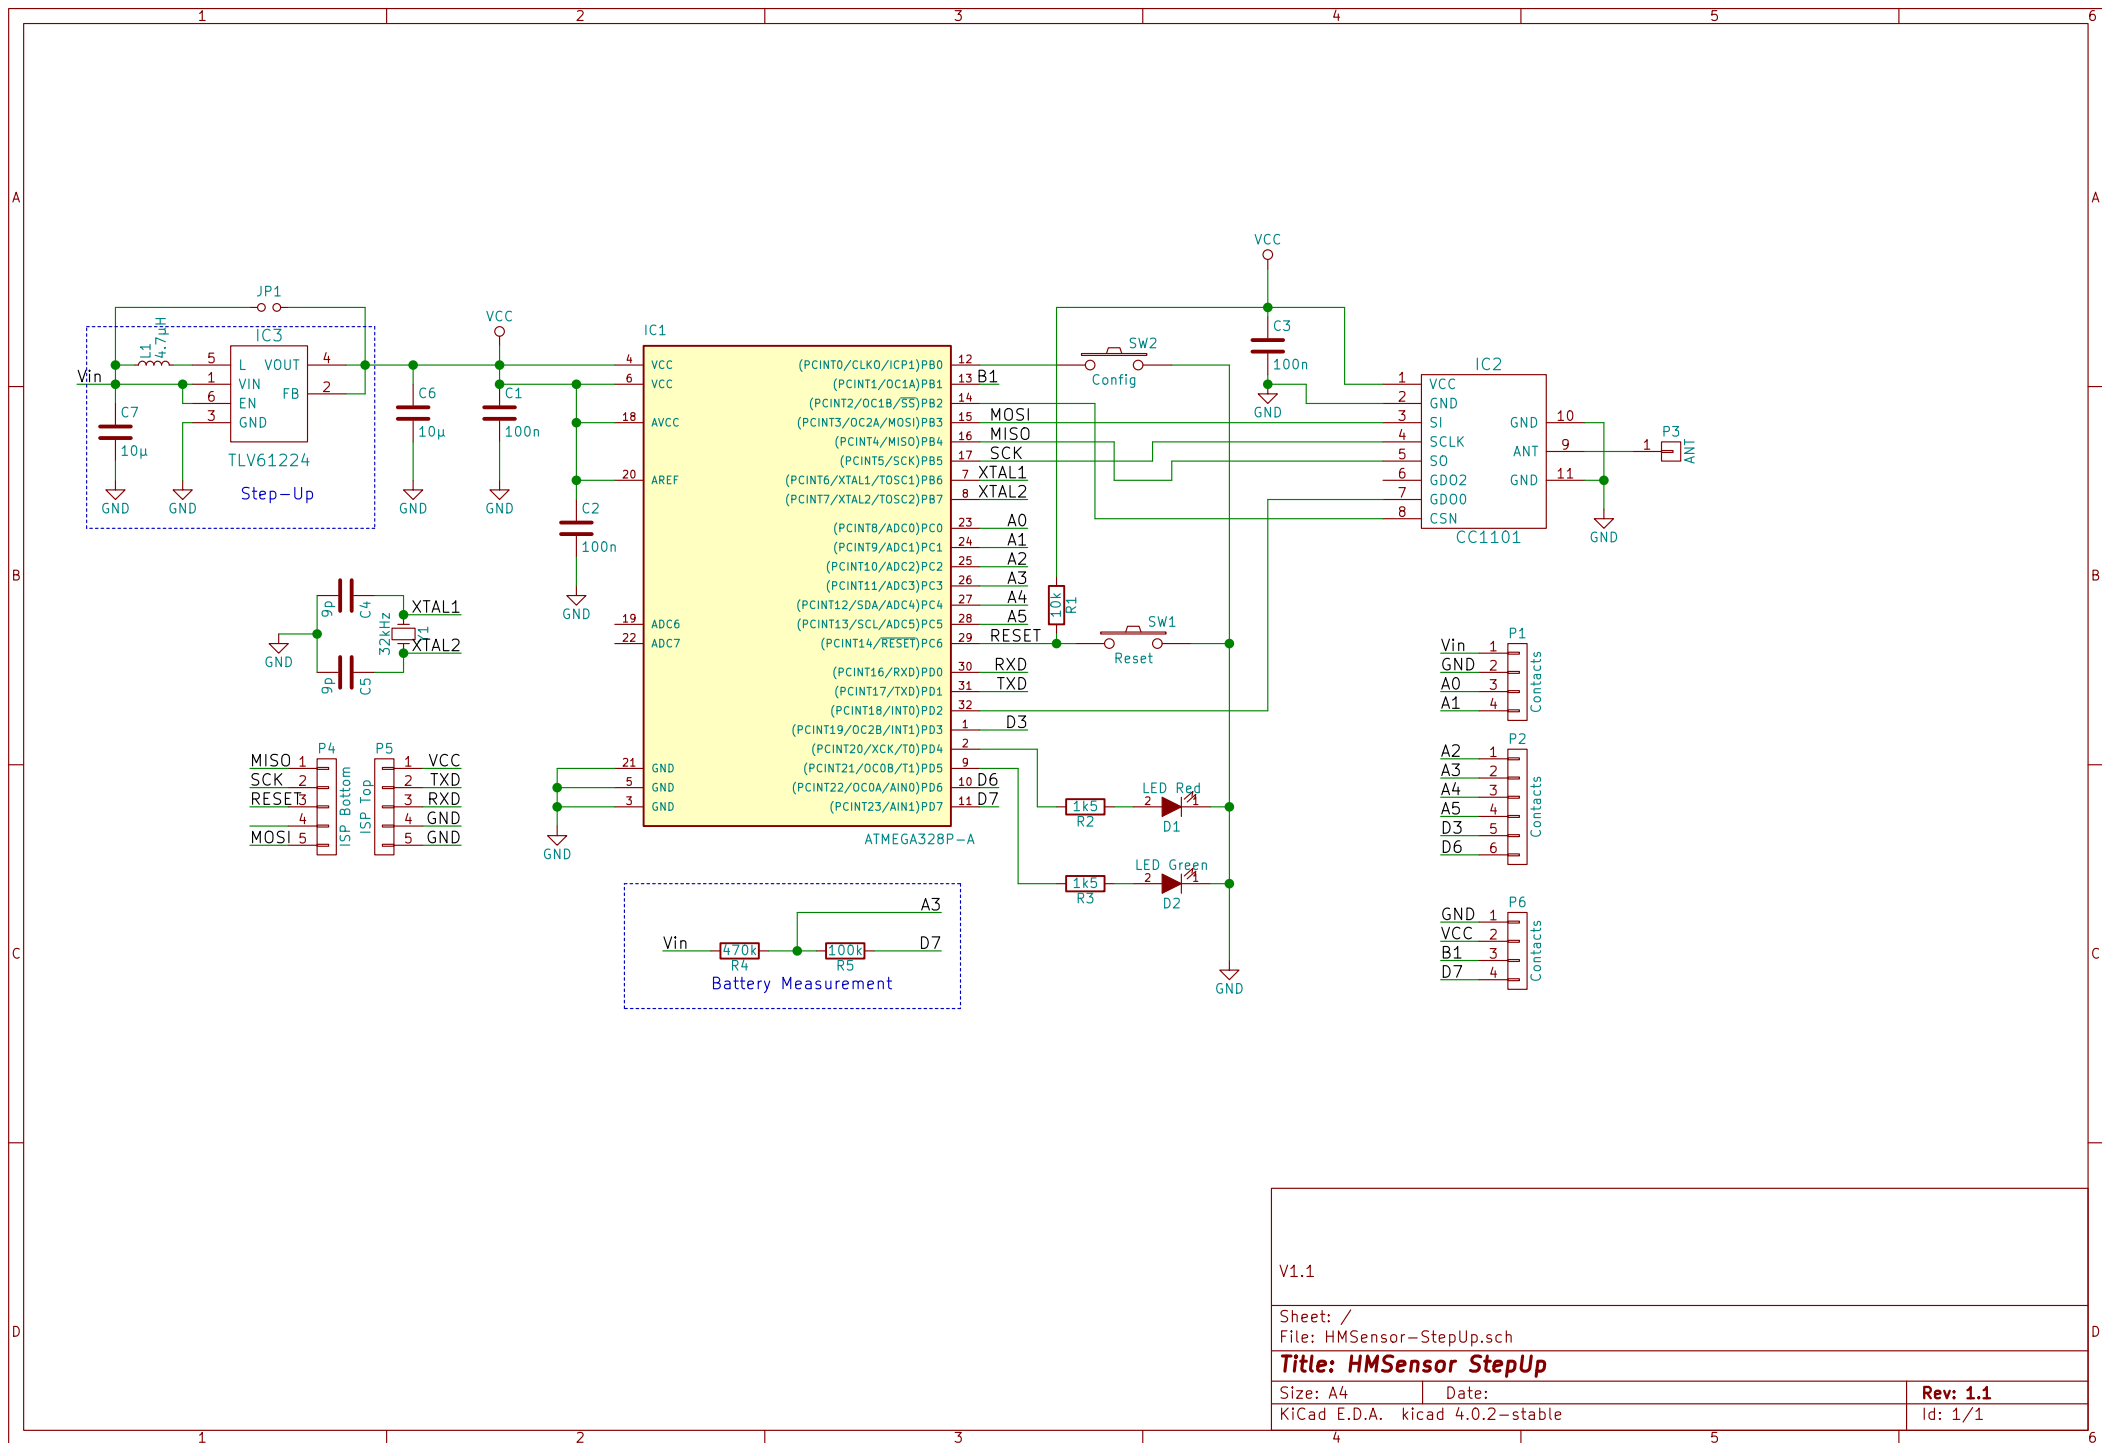 1 2 3 4 5 6
A A
B B
C C
D D
1 2 3 4 5 6
JP1
L1
4.7µH
IC3
5 L VOUT 4
1 VIN
6 EN FB 2
3 GND
TLV61224
Step-Up
Vin
C7
10µ
GND
GND
C6
10µ
GND
VCC
C1
100n
GND
C2
100n
GND
9p
C4
XTAL1
32kHz
Y1
XTAL2
9p
C5
GND
P4
MISO 1
SCK 2
RESET 3
4
MOSI 5
ISP Bottom
P5
1 VCC
2 TXD
3 RXD
4 GND
5 GND
ISP Top
IC1
4 VCC
6 VCC
18 AVCC
20 AREF
19 ADC6
22 ADC7
21 GND
5 GND
3 GND
GND
(PCINT0/CLKO/ICP1)PB0 12
(PCINT1/OC1A)PB1 13 B1
(PCINT2/OC1B/SS)PB2 14
(PCINT3/OC2A/MOSI)PB3 15 MOSI
(PCINT4/MISO)PB4 16 MISO
(PCINT5/SCK)PB5 17 SCK
(PCINT6/XTAL1/TOSC1)PB6 7 XTAL1
(PCINT7/XTAL2/TOSC2)PB7 8 XTAL2
(PCINT8/ADC0)PC0 23 A0
(PCINT9/ADC1)PC1 24 A1
(PCINT10/ADC2)PC2 25 A2
(PCINT11/ADC3)PC3 26 A3
(PCINT12/SDA/ADC4)PC4 27 A4
(PCINT13/SCL/ADC5)PC5 28 A5
(PCINT14/RESET)PC6 29 RESET
(PCINT16/RXD)PD0 30 RXD
(PCINT17/TXD)PD1 31 TXD
(PCINT18/INT0)PD2 32
(PCINT19/OC2B/INT1)PD3 1 D3
(PCINT20/XCK/T0)PD4 2
(PCINT21/OC0B/T1)PD5 9
(PCINT22/OC0A/AIN0)PD6 10 D6
(PCINT23/AIN1)PD7 11 D7
ATMEGA328P-A
A3
Vin 470k 100k D7
R4 R5
Battery Measurement
SW2
Config
10k
R1
SW1
Reset
LED Red
1k5 2 1
R2 D1
LED Green
1k5 2 1
R3 D2
GND
VCC
C3
100n
GND
IC2
1 VCC
2 GND
3 SI
4 SCLK
5 SO
6 GDO2
7 GDO0
8 CSN
GND 10
ANT 9
GND 11
CC1101
GND
P3
1
ANT
P1
Vin 1
GND 2
A0 3
A1 4
Contacts
P2
A2 1
A3 2
A4 3
A5 4
D3 5
D6 6
Contacts
P6
GND 1
VCC 2
B1 3
D7 4
Contacts
V1.1
Sheet: /
File: HMSensor-StepUp.sch
Title: HMSensor StepUp
Size: A4 Date: Rev: 1.1
KiCad E.D.A. kicad 4.0.2-stable Id: 1/1